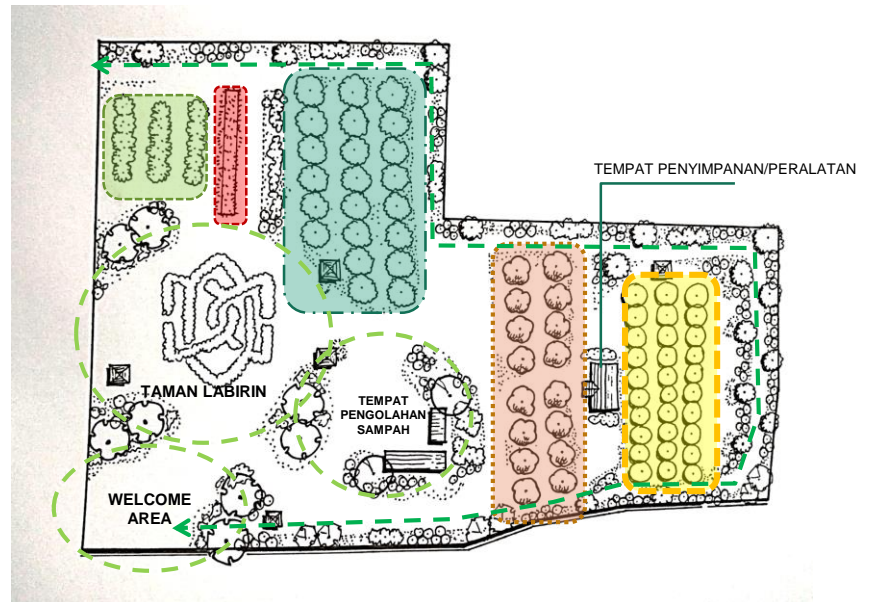 TEMPAT PENYIMPANAN/PERALATAN
TAMAN LABIRIN
TEMPAT
PENGOLAHAN
SAMPAH
WELCOME
AREA